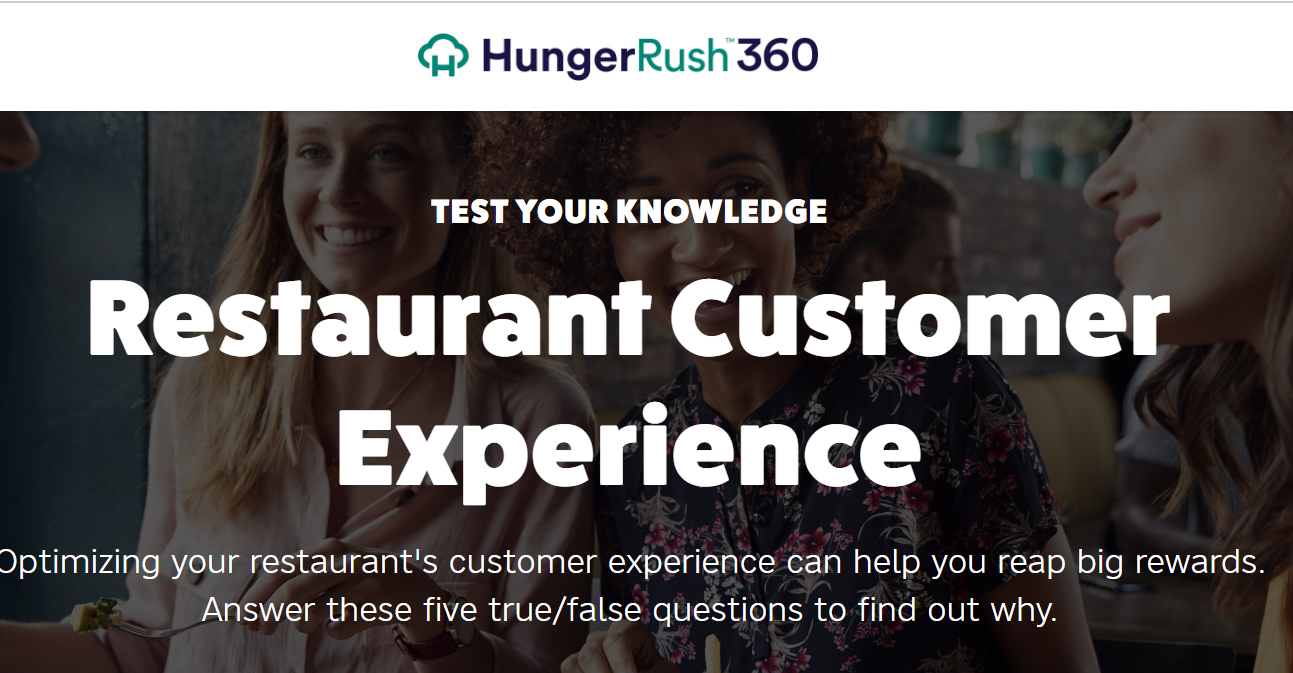 HungerRush™360
TEST YOUR KNOWLEDGE
Restaurant Customer
Experience
Optimizing your restaurant's customer experience can help you reap big rewards.
Answer these five true/false questions to find out why.